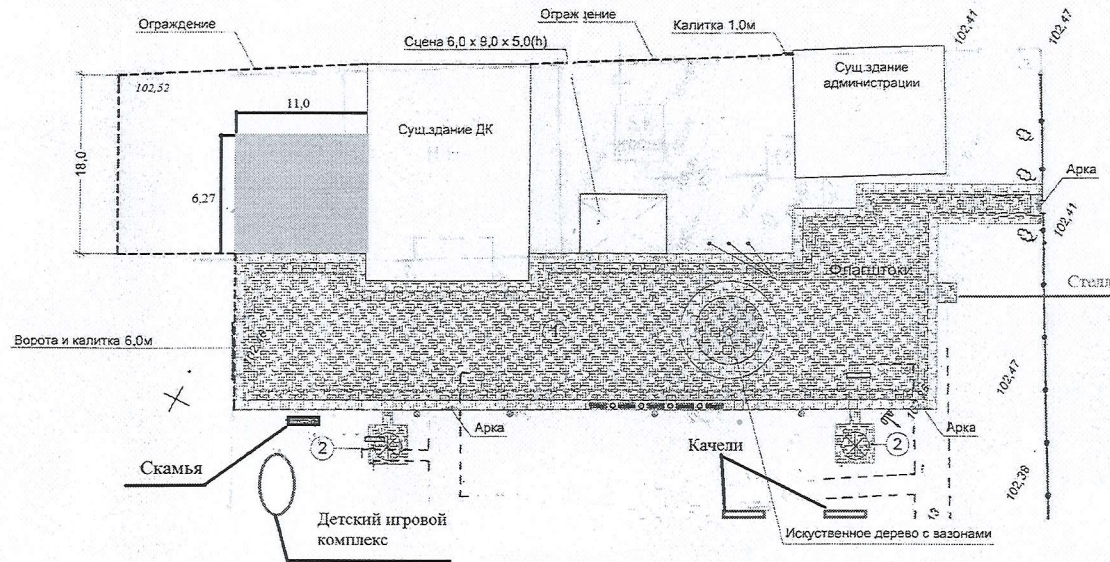 Ограждение
Ограждение
Калитка 1.0м
102,41
102,47
Сцена 6,0 x 9,0 x 5,0(h)
102,52
11,0
Сущ.здание ДК
Сущ.здание
администрации
18,0
6,27
Арка
102,41
Флагштоки
Стелл
1
Ворота и калитка 6.0м
102,47
Арка
Арка
2
2
Скамья
Качели
102,38
Детский игровой
комплекс
Искуственное дерево с вазонами